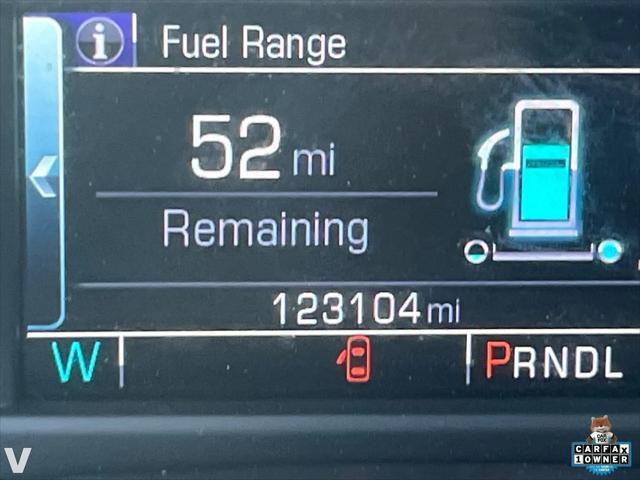 i Fuel Range
52 mi
Remaining
123104 mi
W PRNDL
V
CARFAX
1 OWNER